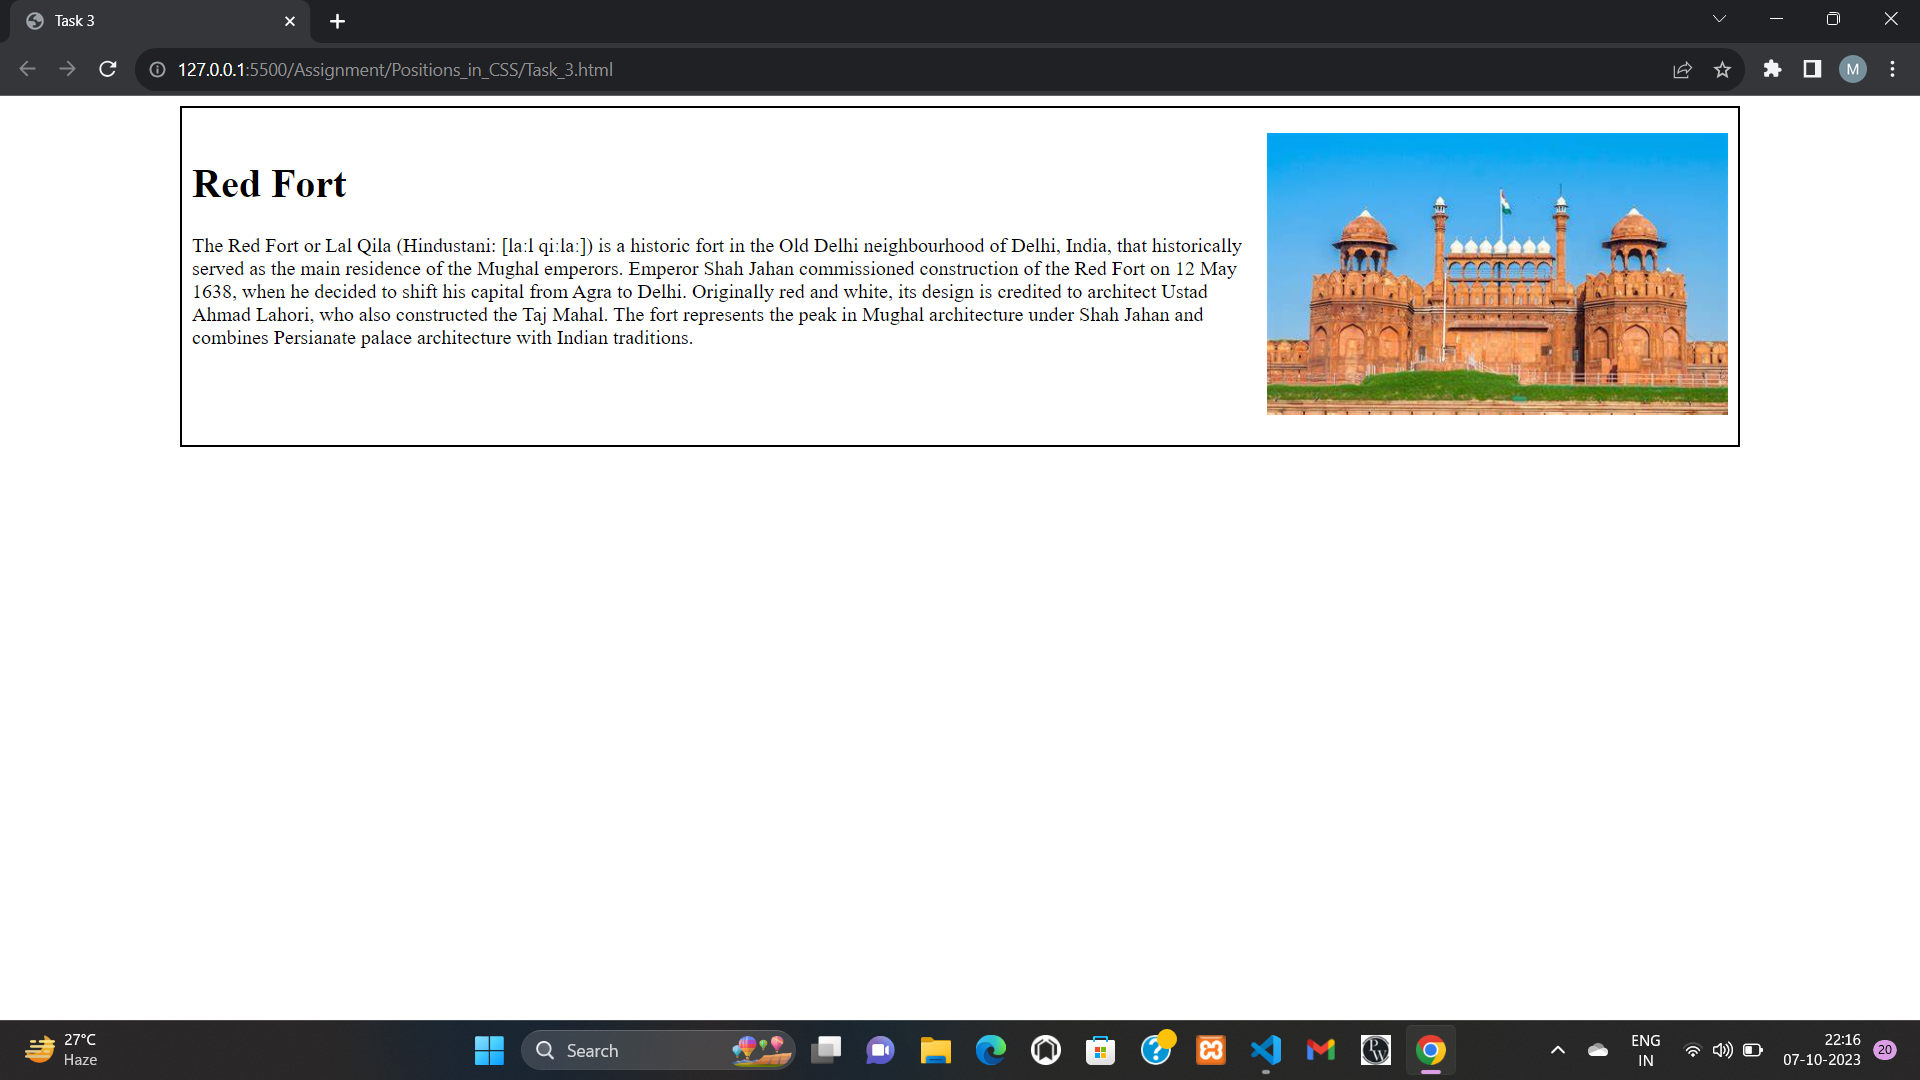 Task 3
127.0.0.1:5500/Assignment/Positions_in_CSS/Task_3.html
M
Red Fort
The Red Fort or Lal Qila (Hindustani: [laːl qiːlaː]) is a historic fort in the Old Delhi neighbourhood of Delhi, India, that historically
served as the main residence of the Mughal emperors. Emperor Shah Jahan commissioned construction of the Red Fort on 12 May
1638, when he decided to shift his capital from Agra to Delhi. Originally red and white, its design is credited to architect Ustad
Ahmad Lahori, who also constructed the Taj Mahal. The fort represents the peak in Mughal architecture under Shah Jahan and
combines Persianate palace architecture with Indian traditions.
27°C
Haze
Search
PW
ENG
IN
22:16
07-10-2023
20